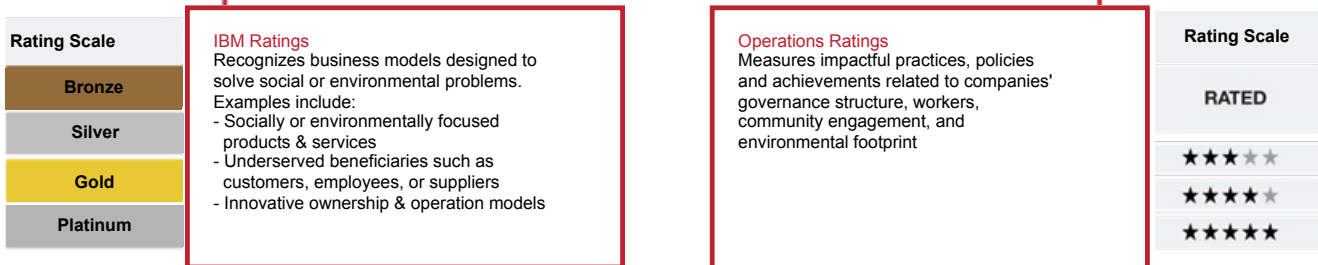 Rating Scale
Bronze
Silver
Gold
Platinum
IBM Ratings
Recognizes business models designed to
solve social or environmental problems.
Examples include:
- Socially or environmentally focused
products & services
- Underserved beneficiaries such as
customers, employees, or suppliers
- Innovative ownership & operation models
Operations Ratings
Measures impactful practices, policies
and achievements related to companies'
governance structure, workers,
community engagement, and
environmental footprint
Rating Scale
RATED
★★★★★
★★★★★
★★★★★